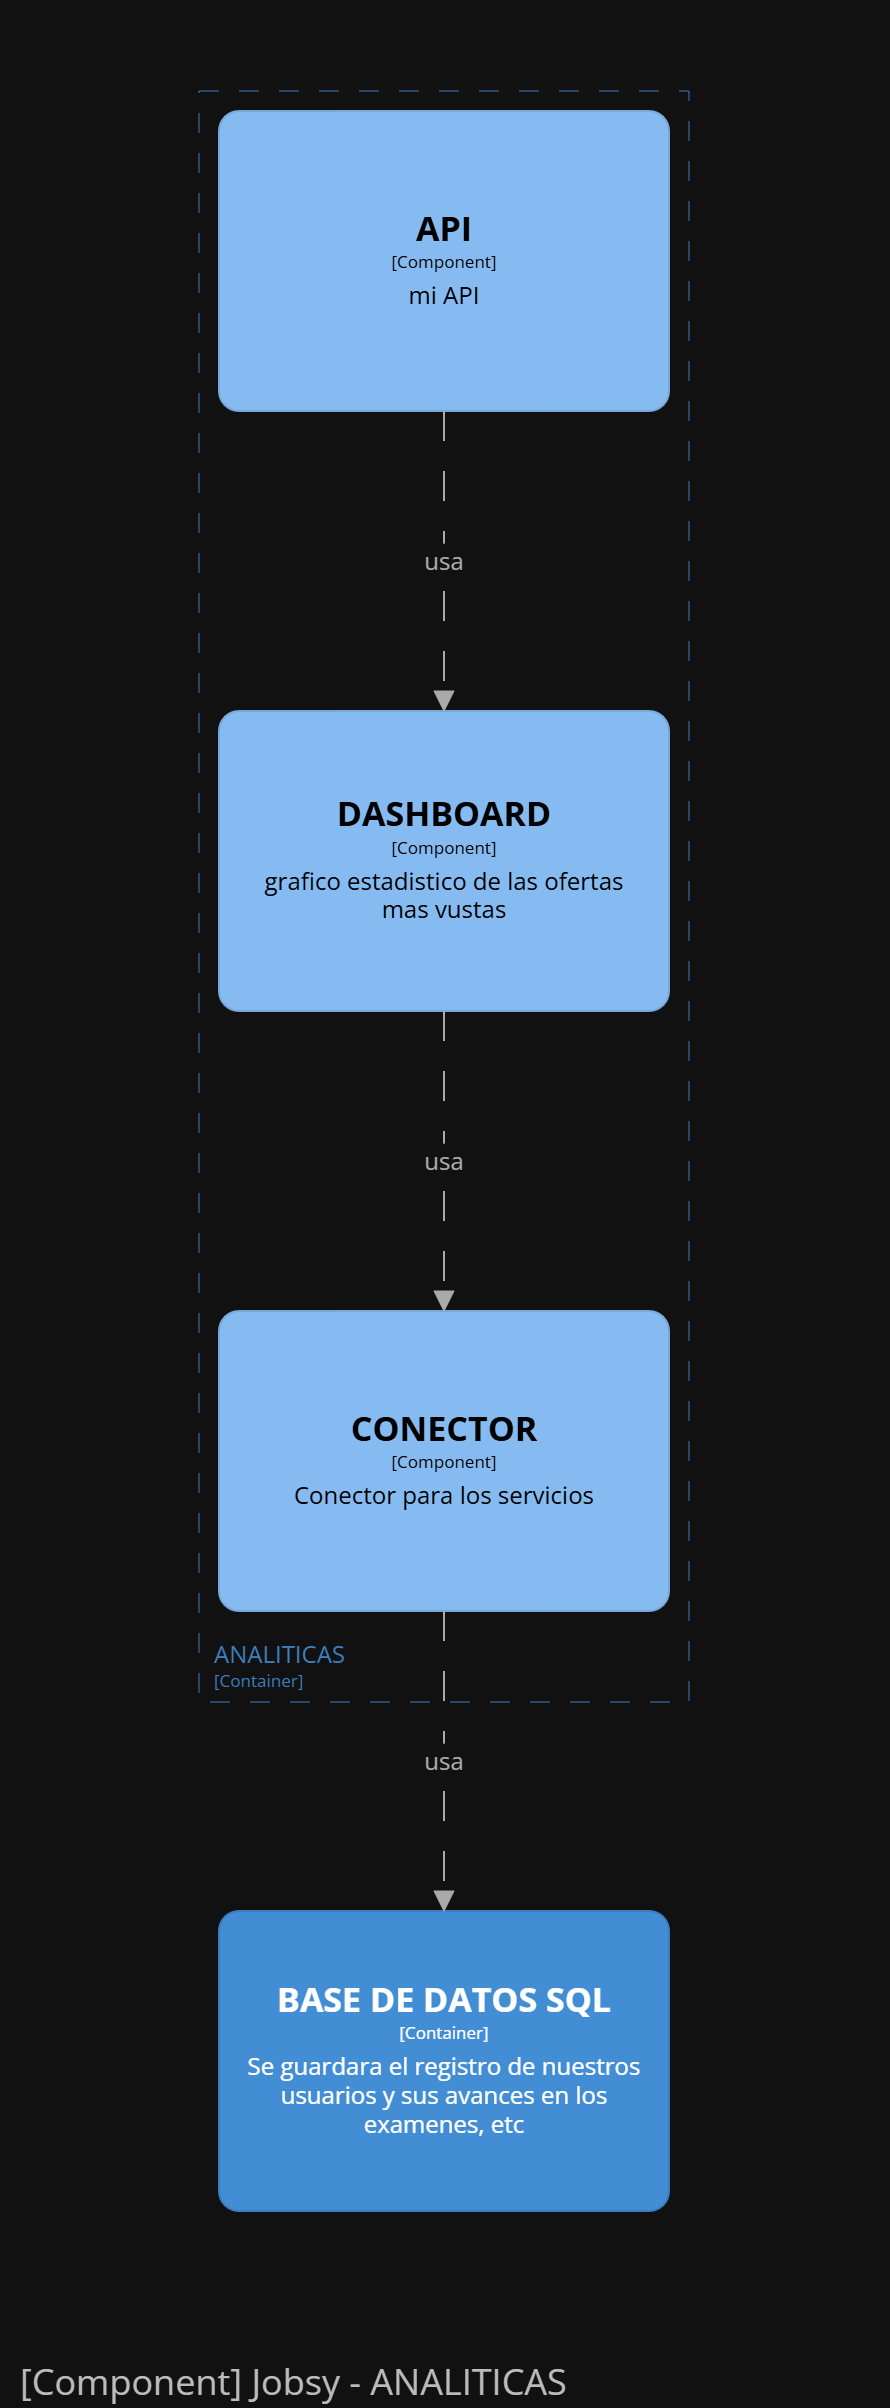 API
[Component]
mi API
usa
DASHBOARD
[Component]
grafico estadistico de las ofertas
mas vustas
usa
CONECTOR
[Component]
Conector para los servicios
ANALITICAS
[Container]
usa
BASE DE DATOS SQL
[Container]
Se guardara el registro de nuestros
usuarios y sus avances en los
examenes, etc
[Component] Jobsy - ANALITICAS